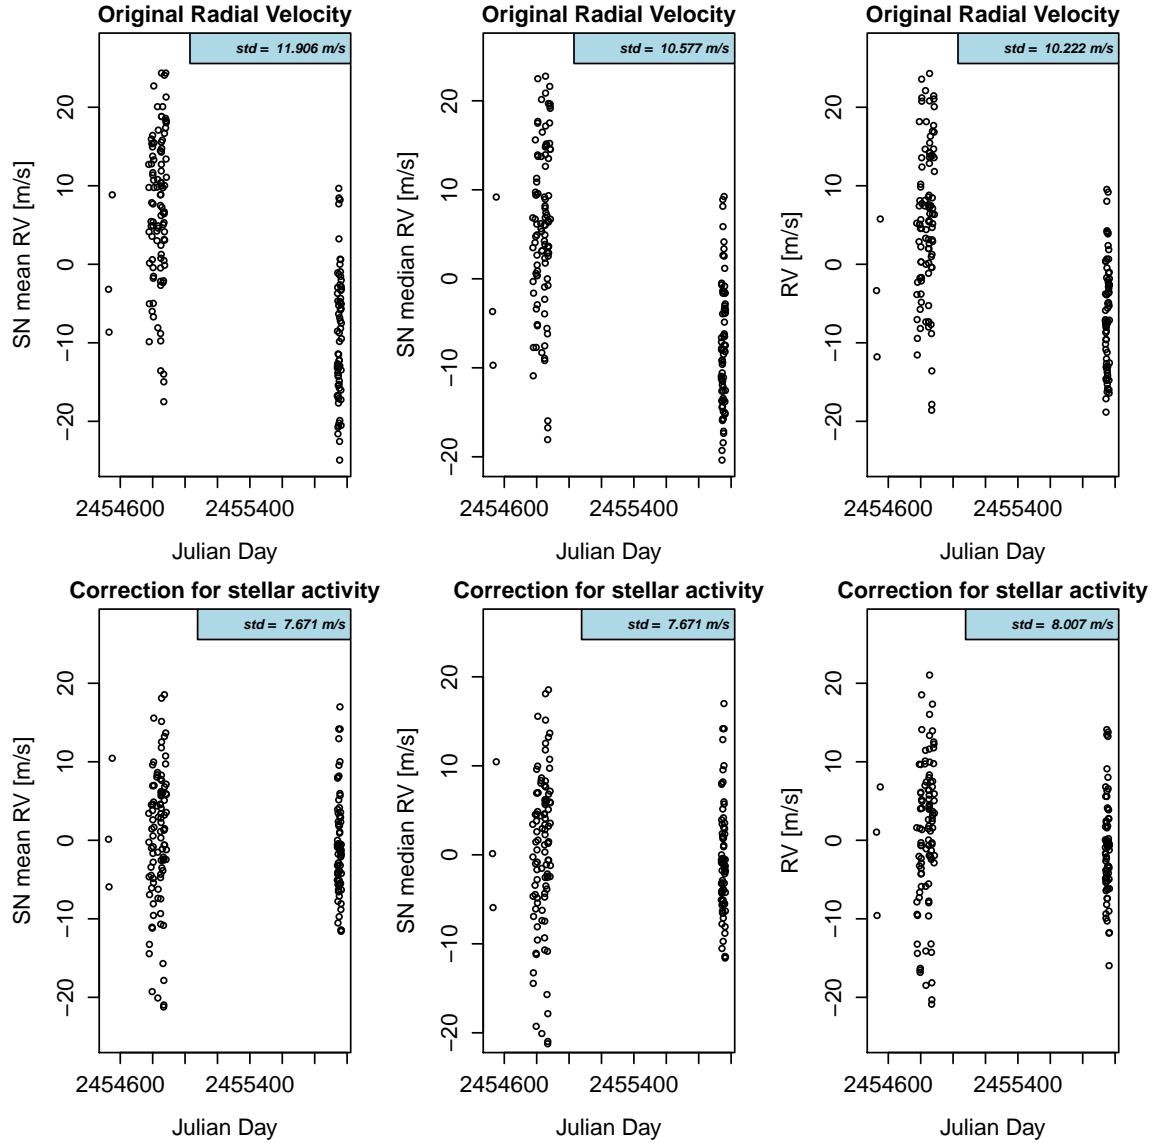 Original Radial Velocity
std = 11.906 m/s
SN mean RV [m/s]
20
10
0
−10
−20
2454600 2455400
Julian Day
Original Radial Velocity
std = 10.577 m/s
SN median RV [m/s]
20
10
0
−10
−20
2454600 2455400
Julian Day
Original Radial Velocity
std = 10.222 m/s
RV [m/s]
20
10
0
−10
−20
2454600 2455400
Julian Day
Correction for stellar activity
std = 7.671 m/s
SN mean RV [m/s]
20
10
0
−10
−20
2454600 2455400
Julian Day
Correction for stellar activity
std = 7.671 m/s
SN median RV [m/s]
20
10
0
−10
−20
2454600 2455400
Julian Day
Correction for stellar activity
std = 8.007 m/s
RV [m/s]
20
10
0
−10
−20
2454600 2455400
Julian Day